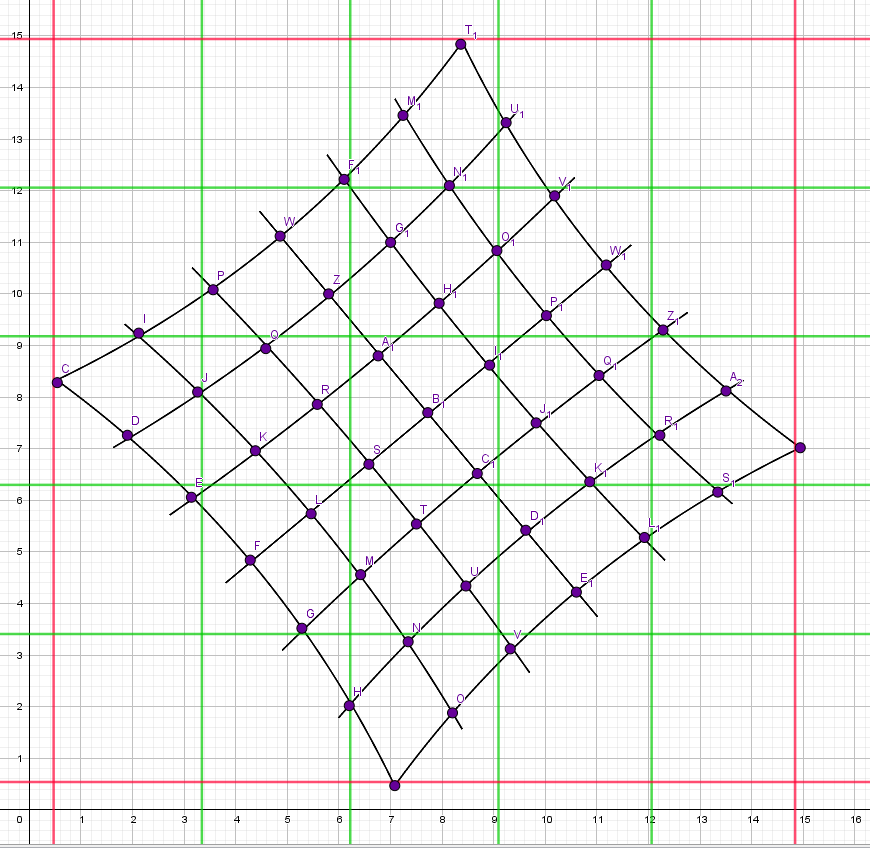 T₁
15
M₁
14
U₁
13
F₁
N₁
V₁
12
W
G₁
O₁
W₁
11
P
Z
H₁
P₁
10
I
Q
A₁
I₁
Z₁
9
C
J
R
B₁
Q₁
A₂
8
D
K
S
J₁
R₁
7
E
L
C₁
K₁
S₁
6
F
M
T
D₁
L₁
5
G
N
U
E₁
4
H
V
3
O
2
1
0 1 2 3 4 5 6 7 8 9 10 11 12 13 14 15 16